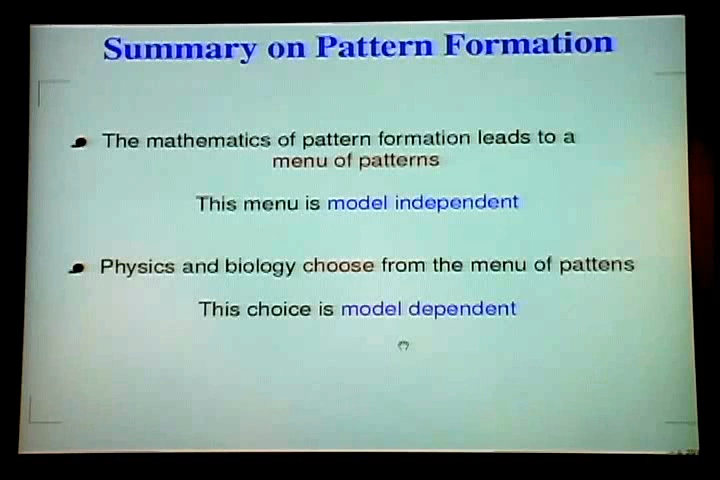 Summary on Pattern Formation
The mathematics of pattern formation leads to a
menu of patterns
This menu is model independent
Physics and biology choose from the menu of pattens
This choice is model dependent